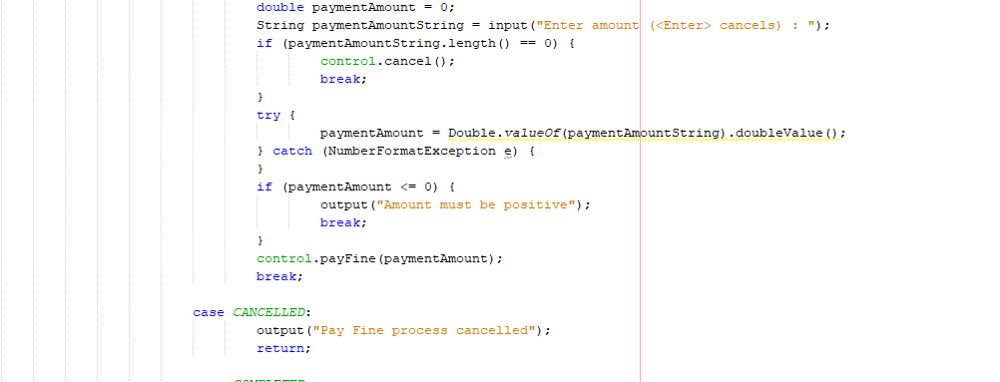 double paymentAmount = 0;
String paymentAmountString = input("Enter amount (<Enter> cancels) : ");
if (paymentAmountString.length() == 0) {
control.cancel();
break;
}
try {
paymentAmount = Double.valueOf(paymentAmountString).doubleValue();
} catch (NumberFormatException e) {
}
if (paymentAmount <= 0) {
output("Amount must be positive");
break;
}
control.payFine(paymentAmount);
break;
case CANCELLED:
output("Pay Fine process cancelled");
return;